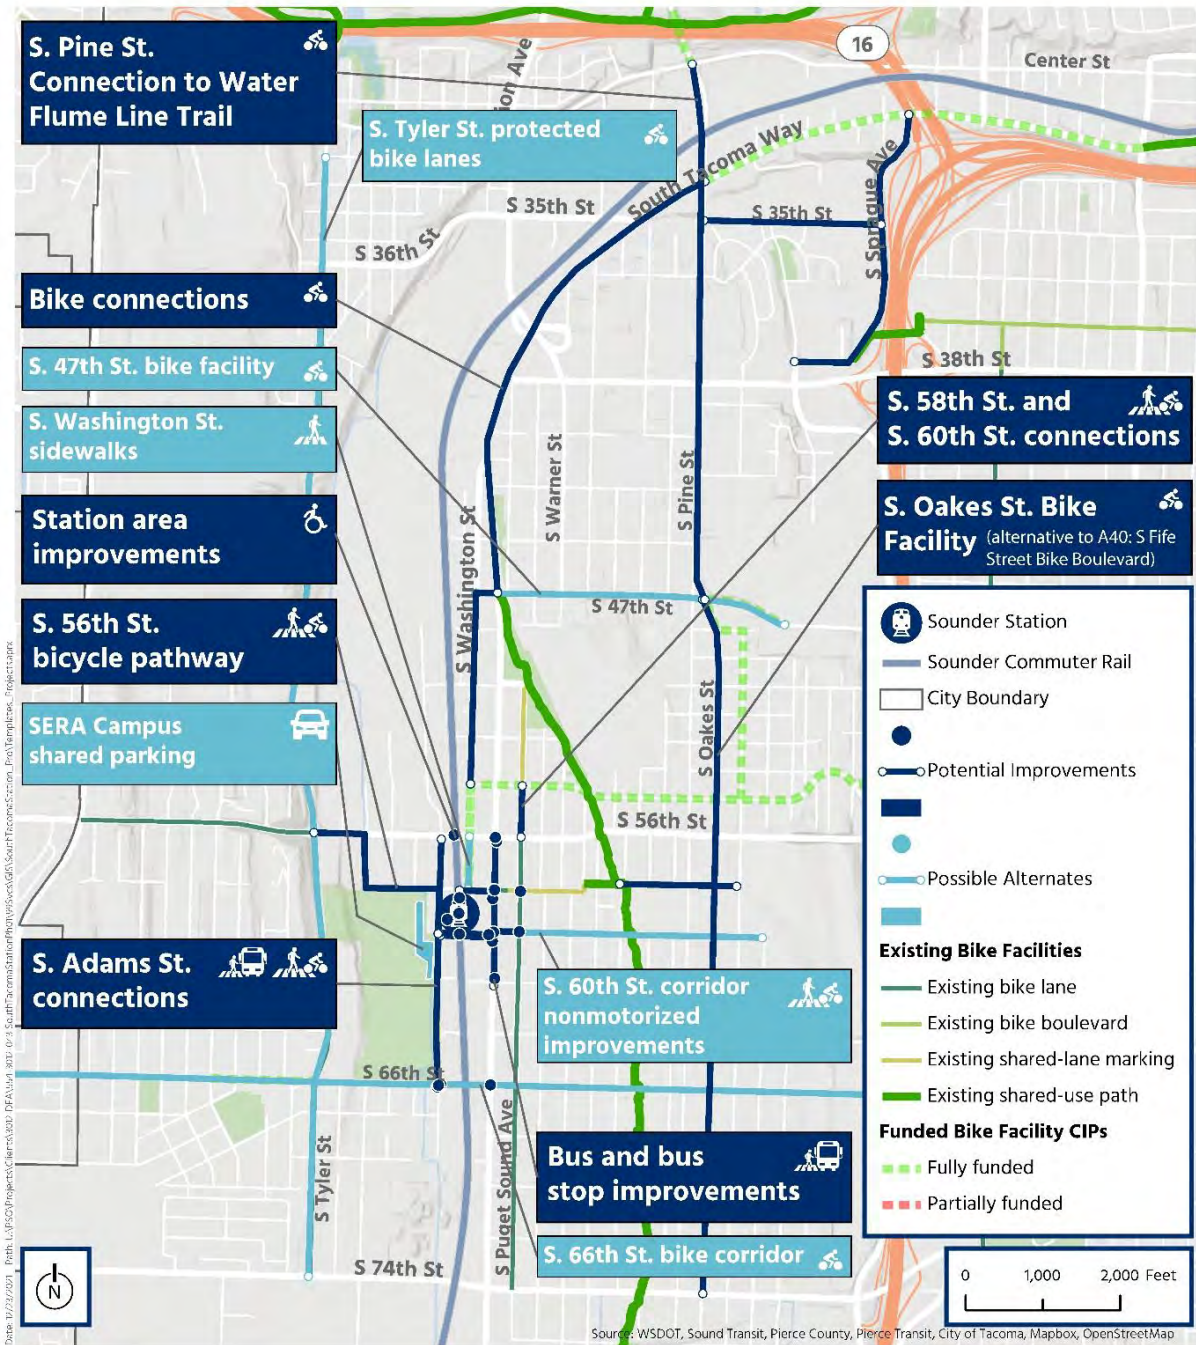 S. Pine St.
Connection to Water
Flume Line Trail
ion Ave
16
Center St
S. Tyler St. protected
bike lanes
South Tacoma Way
S 35th St
S 35th St
S 36th St
S Sprague Ave
Bike connections
S. 47th St. bike facility
S 38th St
S. Washington St.
sidewalks
S. 58th St. and
S. 60th St. connections
S Warner St
S Pine St
S Washington St
Station area
improvements
S. Oakes St. Bike
Facility (alternative to A40: S Fife
Street Bike Boulevard)
S 47th St
S. 56th St.
bicycle pathway
S Oakes St
SERA Campus
shared parking
S 56th St
Sounder Station
Sounder Commuter Rail
City Boundary
Potential Improvements
Possible Alternates
Existing Bike Facilities
Existing bike lane
Existing bike boulevard
Existing shared-lane marking
Existing shared-use path
Funded Bike Facility CIPs
Fully funded
Partially funded
S. Adams St.
connections
S. 60th St. corridor
nonmotorized
improvements
S 66th St
S Tyler St
S Puget Sound Ave
Bus and bus
stop improvements
S. 66th St. bike corridor
S 74th St
N
0 1,000 2,000 Feet
Source: WSDOT, Sound Transit, Pierce County, Pierce Transit, City of Tacoma, Mapbox, OpenStreetMap